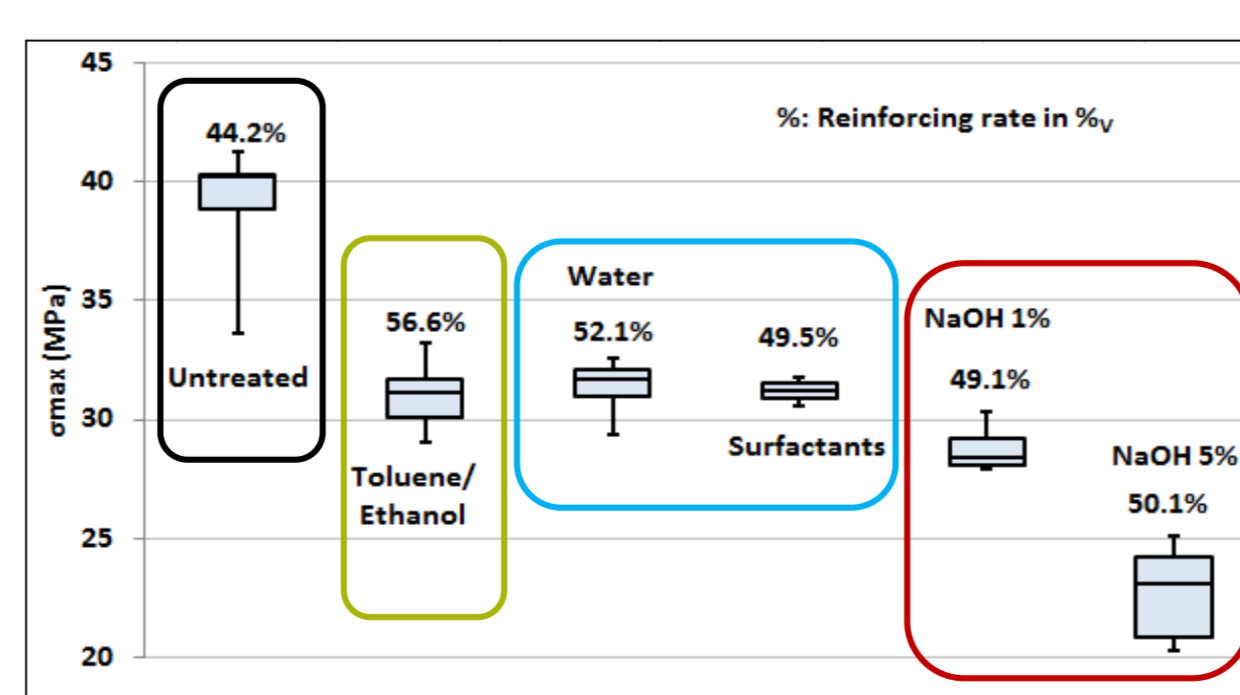 45
40
35
30
25
20
σmax (MPa)
%: Reinforcing rate in %V
44.2%
Untreated
56.6%
Toluene/
Ethanol
Water
52.1%
49.5%
Surfactants
NaOH 1%
49.1%
NaOH 5%
50.1%